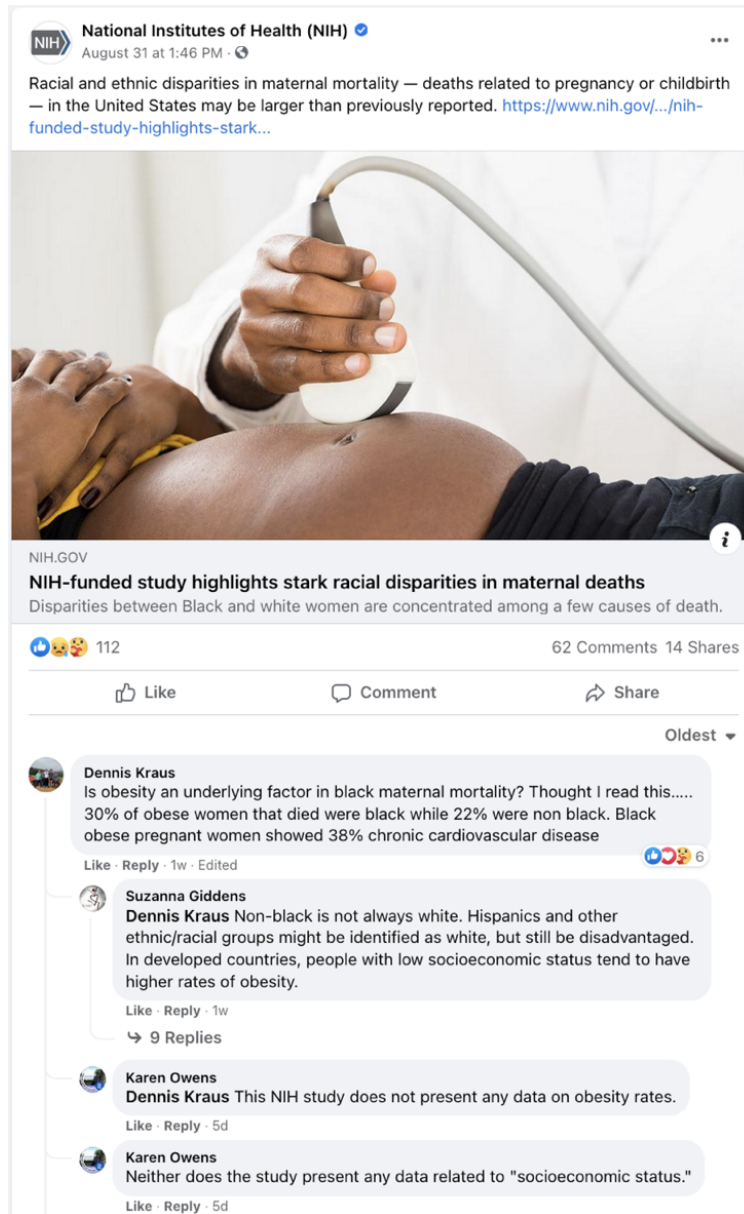 NIH
National Institutes of Health (NIH)
August 31 at 1:46 PM ·
Racial and ethnic disparities in maternal mortality — deaths related to pregnancy or childbirth
— in the United States may be larger than previously reported. https://www.nih.gov/.../nih-
funded-study-highlights-stark...
i
NIH.GOV
NIH-funded study highlights stark racial disparities in maternal deaths
Disparities between Black and white women are concentrated among a few causes of death.
112
62 Comments 14 Shares
Like
Comment
Share
Oldest
Dennis Kraus
Is obesity an underlying factor in black maternal mortality? Thought I read this.....
30% of obese women that died were black while 22% were non black. Black
obese pregnant women showed 38% chronic cardiovascular disease
6
Like · Reply · 1w · Edited
Suzanna Giddens
Dennis Kraus Non-black is not always white. Hispanics and other
ethnic/racial groups might be identified as white, but still be disadvantaged.
In developed countries, people with low socioeconomic status tend to have
higher rates of obesity.
Like · Reply · 1w
9 Replies
Karen Owens
Dennis Kraus This NIH study does not present any data on obesity rates.
Like · Reply · 5d
Karen Owens
Neither does the study present any data related to "socioeconomic status."
Like · Reply · 5d